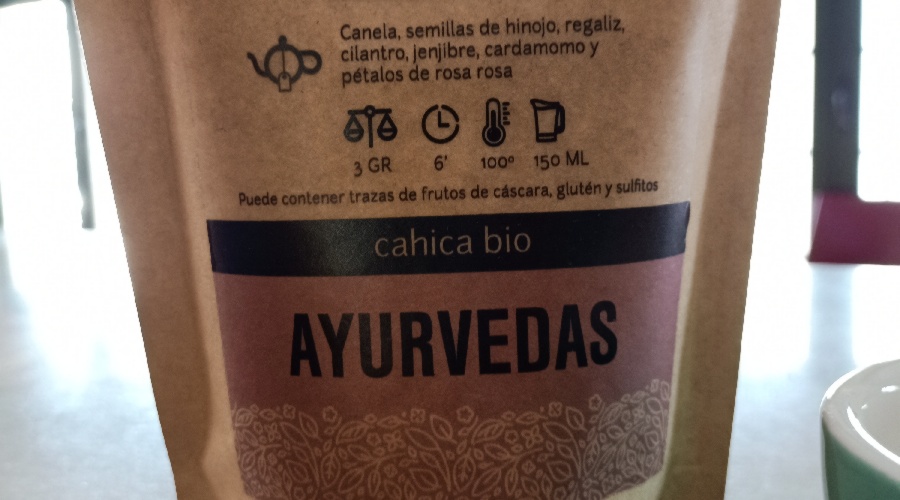 Canela, semillas de hinojo, regaliz,
cilantro, jenjibre, cardamomo y
pétalos de rosa rosa
3 GR 6' 100º 150 ML
Puede contener trazas de frutos de cáscara, glutén y sulfitos
cahica bio
AYURVEDAS